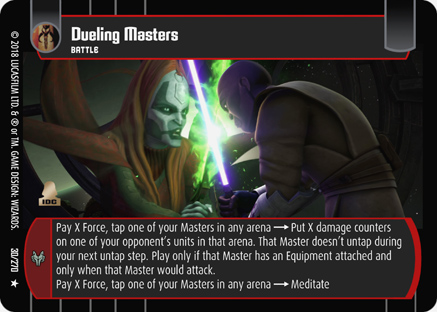 Dueling Masters
BATTLE
© 2018 LUCASFILM LTD. & ® or TM. GAME DESIGN: WIZARDS.
IDC
Pay X Force, tap one of your Masters in any arena → Put X damage counters
on one of your opponent's units in that arena. That Master doesn't untap during
your next untap step. Play only if that Master has an Equipment attached and
only when that Master would attack.
Pay X Force, tap one of your Masters in any arena → Meditate